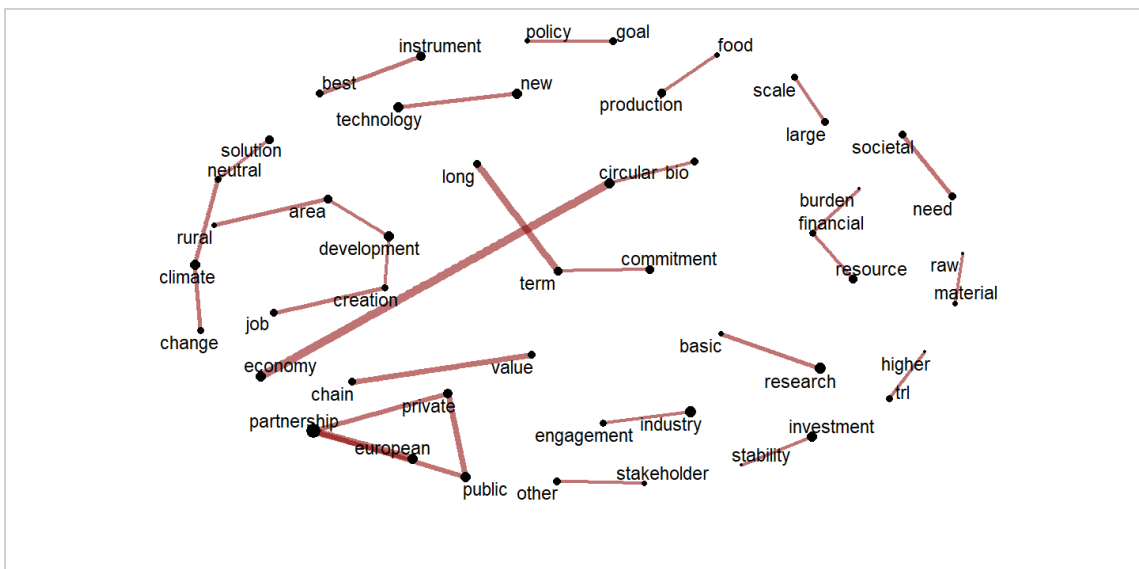 policy
goal
instrument
food
best
new
scale
technology
production
large
societal
solution
neutral
long
circular
bio
burden
area
financial
need
rural
development
commitment
climate
term
resource
raw
creation
material
job
change
basic
economy
value
higher
chain
research
trl
private
partnership
investment
engagement
industry
european
stability
stakeholder
public
other